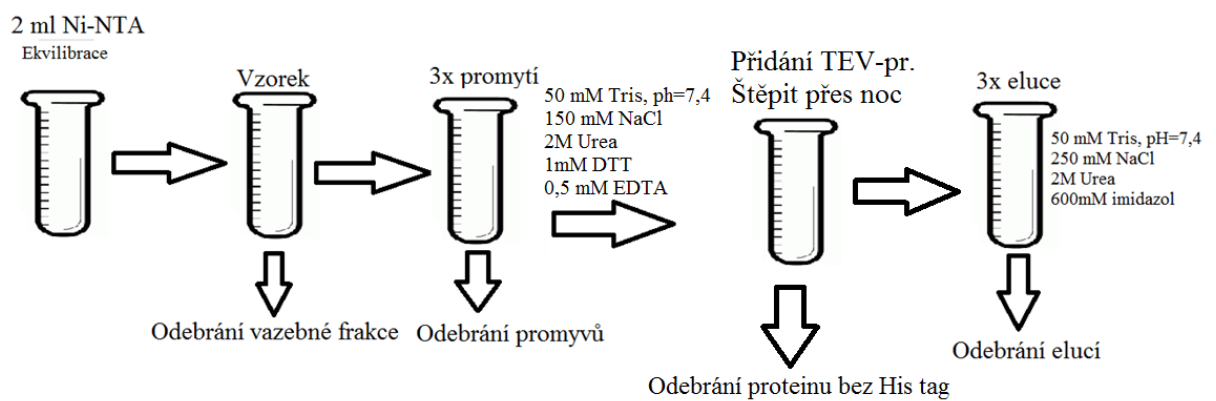 2 ml Ni-NTA
Ekvilibrace
Vzorek
Odebrání vazebné frakce
3x promytí
50 mM Tris, ph=7,4
150 mM NaCl
2M Urea
1mM DTT
0,5 mM EDTA
Odebrání promyvů
Přidání TEV-pr.
Štěpit přes noc
Odebrání proteinu bez His tag
3x eluce
50 mM Tris, pH=7,4
250 mM NaCl
2M Urea
600mM imidazol
Odebrání elucí